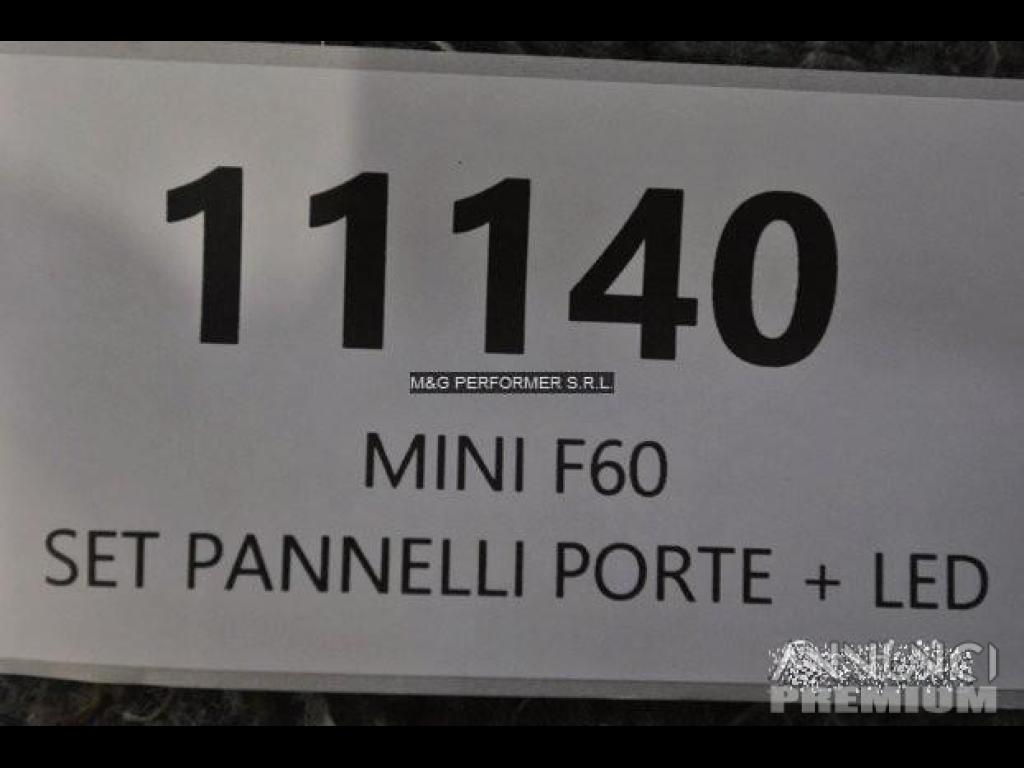 11140
M&G PERFORMER S.R.L.
MINI F60
SET PANNELLI PORTE + LED
PREMIUM